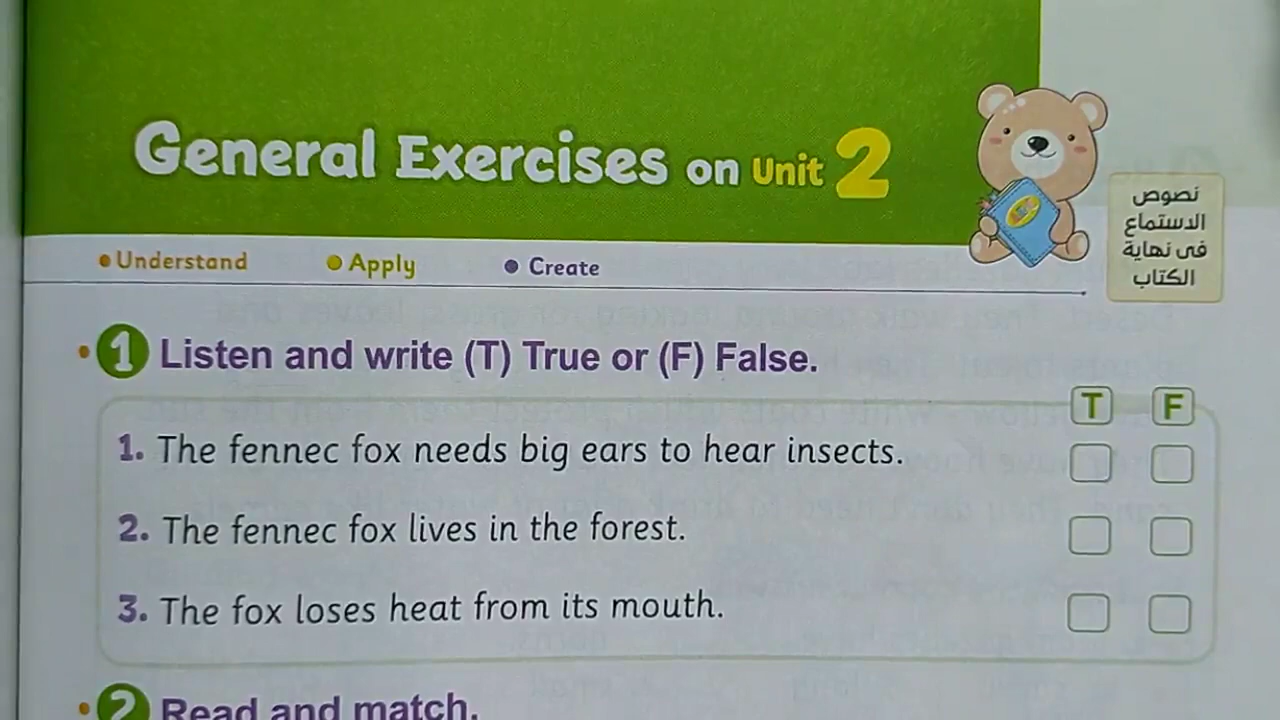 General Exercises on Unit 2
نصوص
الاستماع
فى نهاية
الكتاب
Understand Apply Create
1 Listen and write (T) True or (F) False.
T F
1. The fennec fox needs big ears to hear insects.
2. The fennec fox lives in the forest.
3. The fox loses heat from its mouth.
2 Read and match.